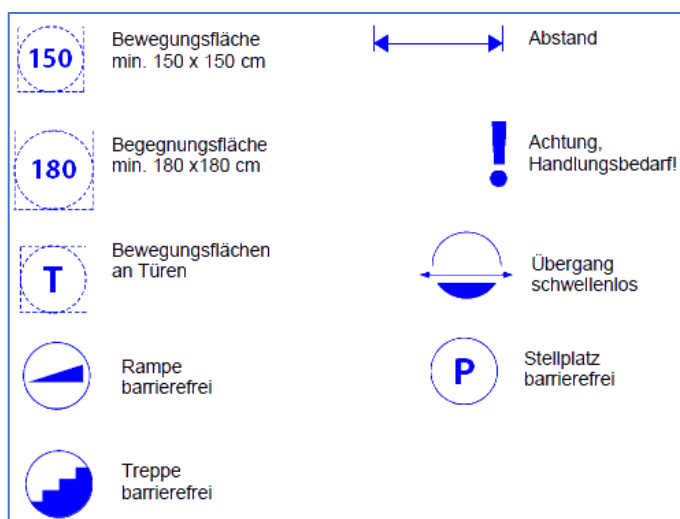 150
Bewegungsfläche
min. 150 x 150 cm
180
Begegnungsfläche
min. 180 x180 cm
T
Bewegungsflächen
an Türen
Rampe
barrierefrei
Treppe
barrierefrei
Abstand
!
Achtung,
Handlungsbedarf!
Übergang
schwellenlos
P
Stellplatz
barrierefrei